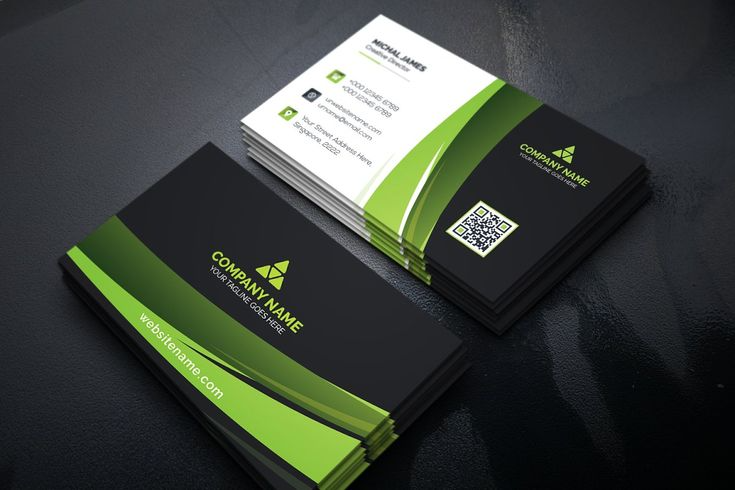 MICHAL JAMES
Creative Director
+000 12345 6789
+000 12345 6789
urwebsitename.com
urname@email.com
Your Street Address Here,
Singapore, 2222
COMPANY NAME
YOUR TAGLINE GOES HERE
COMPANY NAME
YOUR TAGLINE GOES HERE
websitename.com